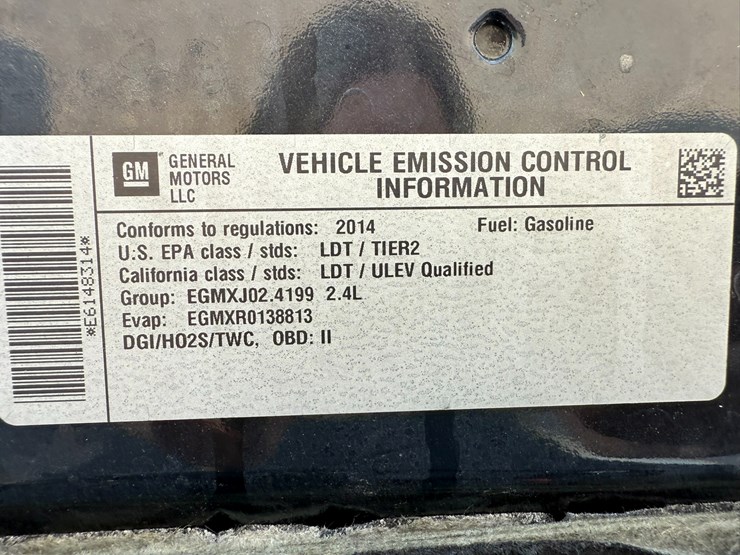 *E6148314*
GM
GENERAL
MOTORS
LLC
VEHICLE EMISSION CONTROL
INFORMATION
Conforms to regulations: 2014 Fuel: Gasoline
U.S. EPA class / stds: LDT / TIER2
California class / stds: LDT / ULEV Qualified
Group: EGMXJ02.4199 2.4L
Evap: EGMXR0138813
DGI/HO2S/TWC, OBD: II